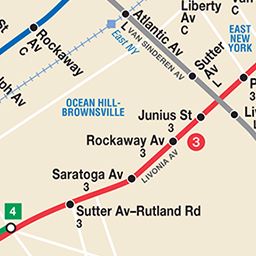 Liberty
Av
C
Atlantic Av
L
VAN SINDEREN AV
EAST
NEW
YORK
Rockaway
Av
C
East NY
Sutter
Av
L
OCEAN HILL-
BROWNSVILLE
Junius St
3
Rockaway Av
3
3
LIVONIA AV
Saratoga Av
3
Sutter Av–Rutland Rd
3
4